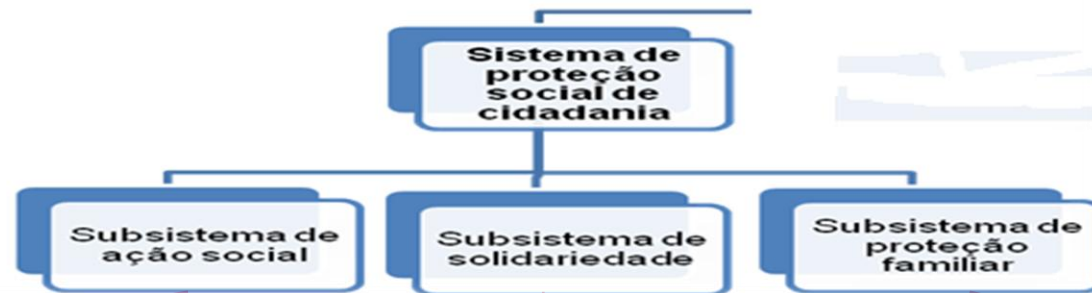 Sistema de
proteção
social de
cidadania
Subsistema de
ação social
Subsistema de
solidariedade
Subsistema de
proteção
familiar